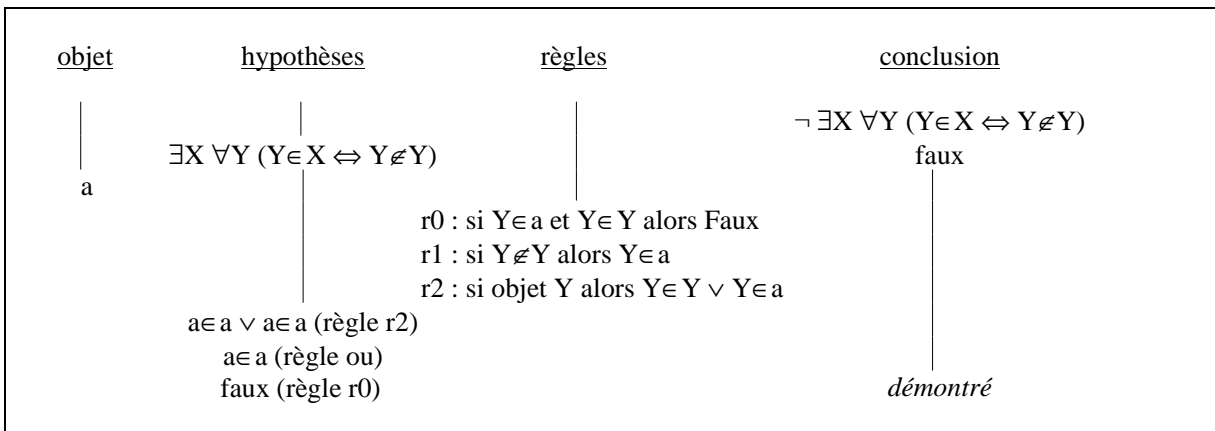 objet hypothèses règles conclusion
¬ ∃X ∀Y (Y∈X ⇔ Y∉Y)
∃X ∀Y (Y∈X ⇔ Y∉Y) faux
a
r0 : si Y∈a et Y∈Y alors Faux
r1 : si Y∉Y alors Y∈a
r2 : si objet Y alors Y∈Y ∨ Y∈a
a∈a ∨ a∈a (règle r2)
a∈a (règle ou)
faux (règle r0) démontré